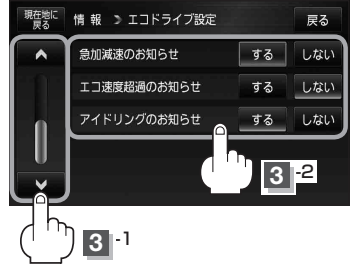 現在地に
戻る
情 報 エコドライブ設定
戻る
急加減速のお知らせ する しない
エコ速度超過のお知らせ する しない
アイドリングのお知らせ する しない
3 -2
3 -1